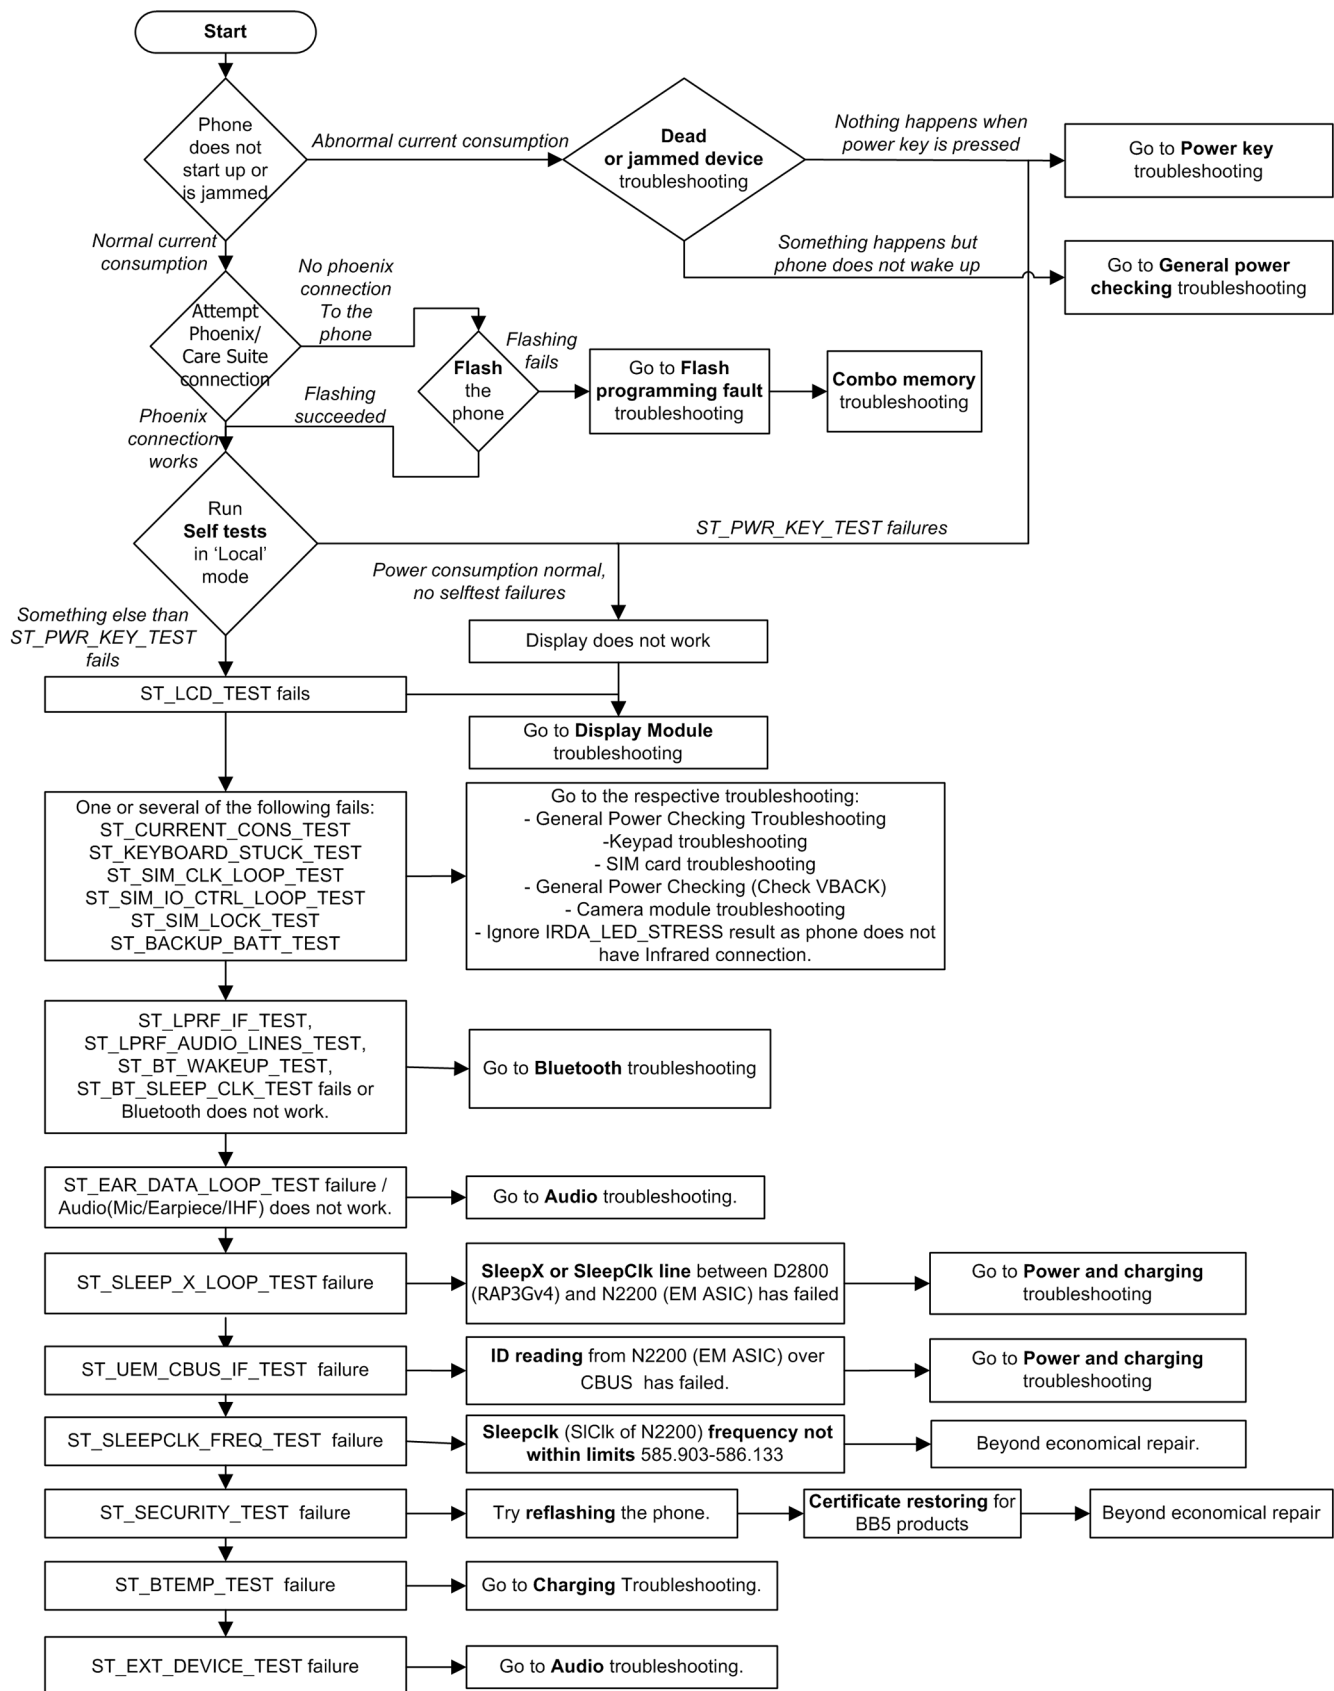 Start
Phone
does not
start up or
is jammed
Abnormal current consumption
Dead
or jammed device
troubleshooting
Nothing happens when
power key is pressed
Go to Power key
troubleshooting
Normal current
consumption
Something happens but
phone does not wake up
Go to General power
checking troubleshooting
Attempt
Phoenix/
Care Suite
connection
No phoenix
connection
To the
phone
Flash
the
phone
Flashing
fails
Go to Flash
programming fault
troubleshooting
Combo memory
troubleshooting
Flashing
succeeded
Phoenix
connection
works
Run
Self tests
in ‘Local’
mode
ST_PWR_KEY_TEST failures
Power consumption normal,
no selftest failures
Something else than
ST_PWR_KEY_TEST
fails
Display does not work
ST_LCD_TEST fails
Go to Display Module
troubleshooting
One or several of the following fails:
ST_CURRENT_CONS_TEST
ST_KEYBOARD_STUCK_TEST
ST_SIM_CLK_LOOP_TEST
ST_SIM_IO_CTRL_LOOP_TEST
ST_SIM_LOCK_TEST
ST_BACKUP_BATT_TEST
Go to the respective troubleshooting:
- General Power Checking Troubleshooting
-Keypad troubleshooting
- SIM card troubleshooting
- General Power Checking (Check VBACK)
- Camera module troubleshooting
- Ignore IRDA_LED_STRESS result as phone does not
have Infrared connection.
ST_LPRF_IF_TEST,
ST_LPRF_AUDIO_LINES_TEST,
ST_BT_WAKEUP_TEST,
ST_BT_SLEEP_CLK_TEST fails or
Bluetooth does not work.
Go to Bluetooth troubleshooting
ST_EAR_DATA_LOOP_TEST failure /
Audio(Mic/Earpiece/IHF) does not work.
Go to Audio troubleshooting.
ST_SLEEP_X_LOOP_TEST failure
SleepX or SleepClk line between D2800
(RAP3Gv4) and N2200 (EM ASIC) has failed
Go to Power and charging
troubleshooting
ST_UEM_CBUS_IF_TEST failure
ID reading from N2200 (EM ASIC) over
CBUS has failed.
Go to Power and charging
troubleshooting
ST_SLEEPCLK_FREQ_TEST failure
Sleepclk (SlClk of N2200) frequency not
within limits 585.903-586.133
Beyond economical repair.
ST_SECURITY_TEST failure
Try reflashing the phone.
Certificate restoring for
BB5 products
Beyond economical repair
ST_BTEMP_TEST failure
Go to Charging Troubleshooting.
ST_EXT_DEVICE_TEST failure
Go to Audio troubleshooting.